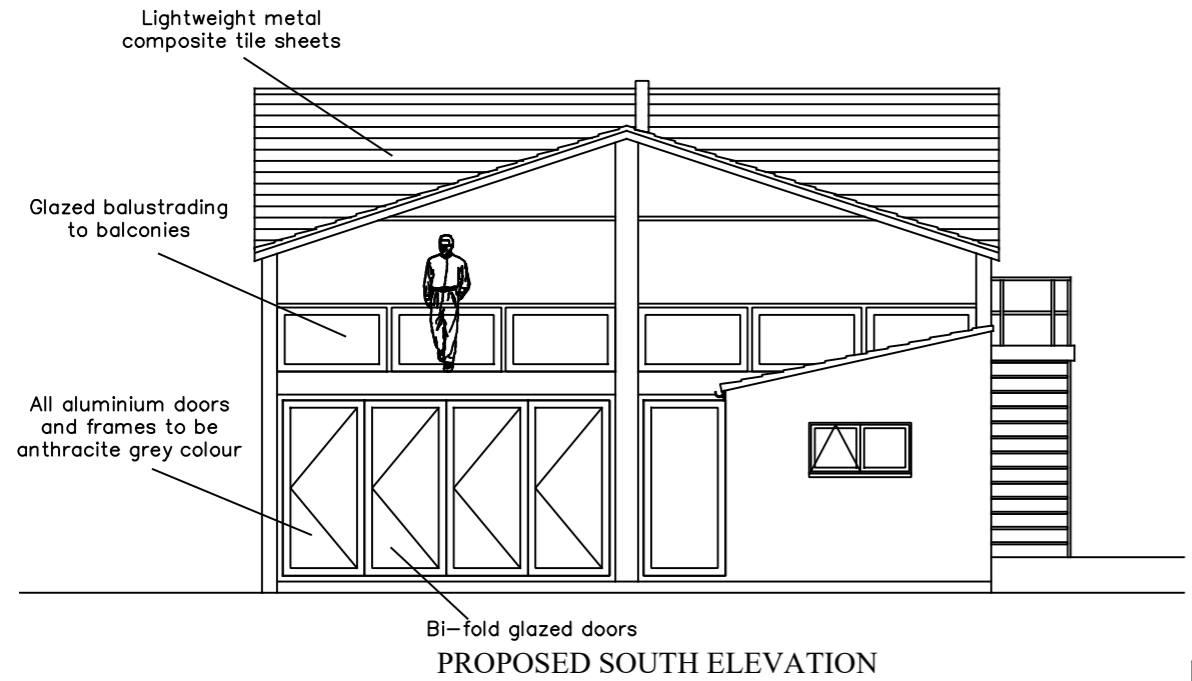 Lightweight metal
composite tile sheets
Glazed balustrading
to balconies
All aluminium doors
and frames to be
anthracite grey colour
Bi-fold glazed doors
PROPOSED SOUTH ELEVATION